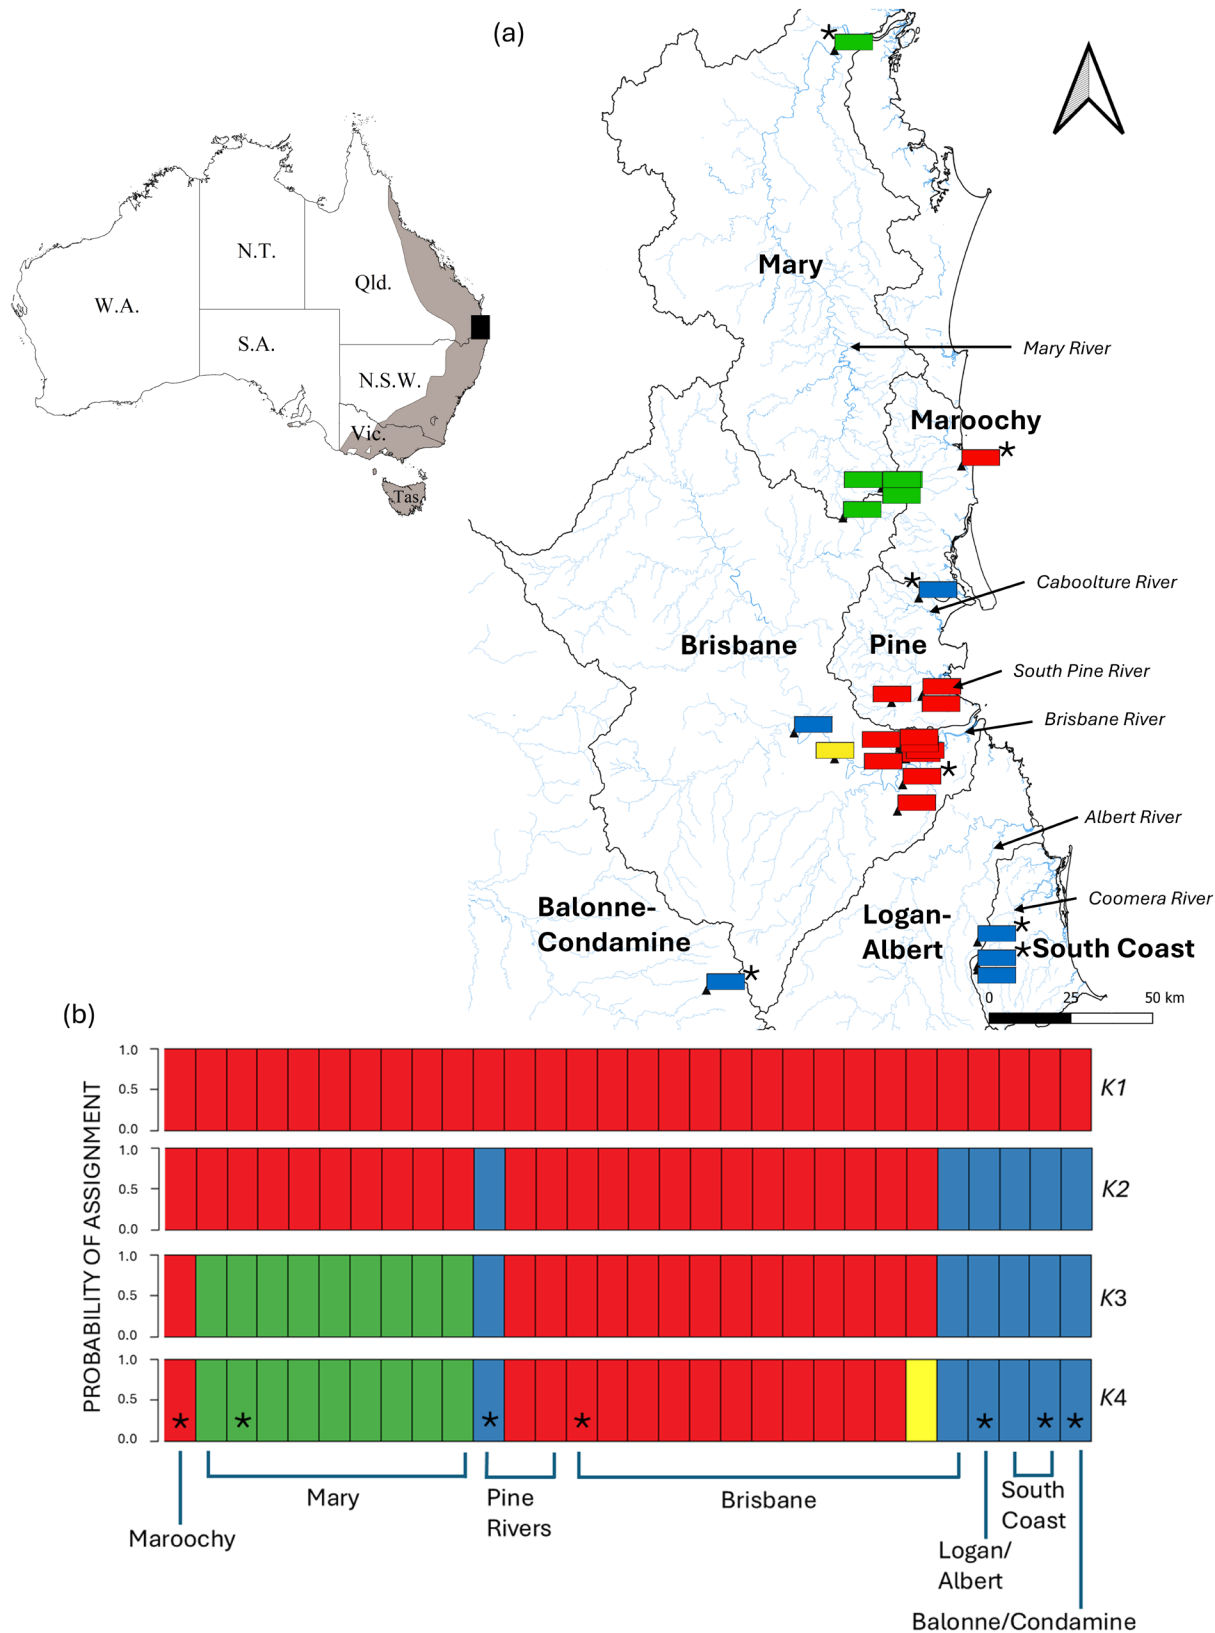 (a)
*
N.T.
Qld.
W.A.
S.A.
N.S.W.
Vic.
Tas.
Mary
Mary River
Maroochy
*
*
Caboolture River
Brisbane
Pine
South Pine River
Brisbane River
*
Albert River
Coomera River
Balonne-
Condamine
Logan-
Albert
*
*
South Coast
*
0 25 50 km
(b)
PROBABILITY OF ASSIGNMENT
1.0
0.5
0.0
K1
1.0
0.5
0.0
K2
1.0
0.5
0.0
K3
1.0
0.5
0.0
K4
* * * * * * *
Mary
Pine
Rivers
Brisbane
South
Coast
Maroochy
Logan/
Albert
Balonne/Condamine